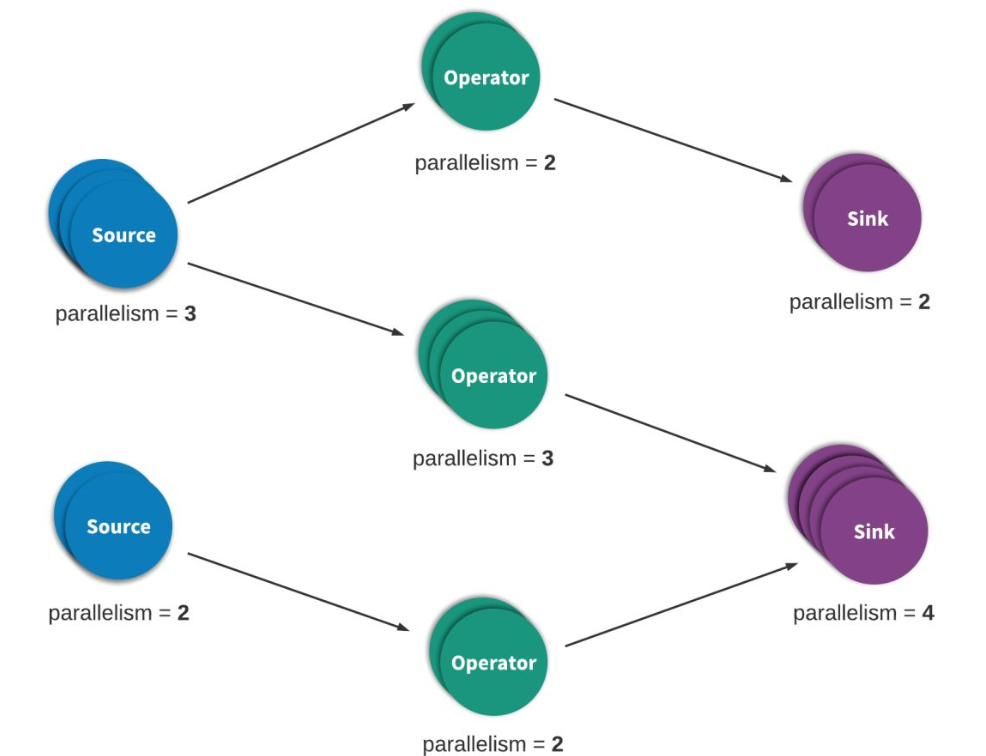 Operator
parallelism = 2
Source
parallelism = 3
Sink
parallelism = 2
Operator
parallelism = 3
Source
parallelism = 2
Sink
parallelism = 4
Operator
parallelism = 2